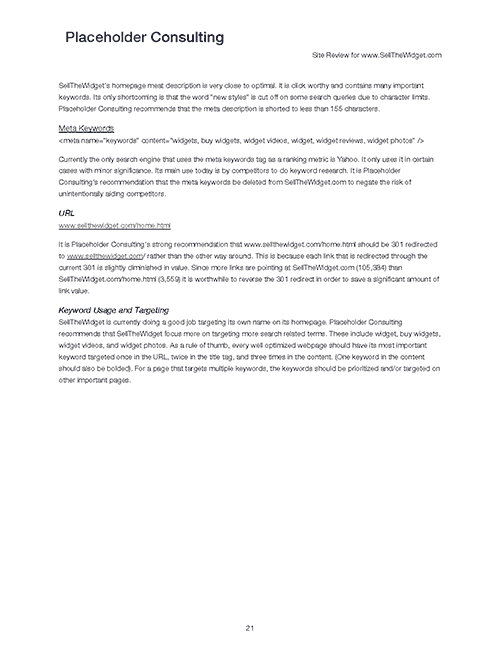 Placeholder Consulting
Site Review for www.SellTheWidget.com
SellTheWidget's homepage meat description is very close to optimal. It is click worthy and contains many important
keywords. Its only shortcoming is that the word "new styles" is cut off on some search queries due to character limits.
Placeholder Consulting recommends that the meta description is shorted to less than 155 characters.
Meta Keywords
<meta name="keywords" content="widgets, buy widgets, widget videos, widget, widget reviews, widget photos" />
Currently the only search engine that uses the meta keywords tag as a ranking metric is Yahoo. It only uses it in certain
cases with minor significance. Its main use today is by competitors to do keyword research. It is Placeholder
Consulting's recommendation that the meta keywords be deleted from SellTheWidget.com to negate the risk of
unintentionally aiding competitors.
URL
www.sellthewidget.com/home.html
It is Placeholder Consulting's strong recommendation that www.sellthewidget.com/home.html should be 301 redirected
to www.sellthewidget.com/ rather than the other way around. This is because each link that is redirected through the
current 301 is slightly diminished in value. Since more links are pointing at SellTheWidget.com (105,384) than
SellTheWidget.com/home.html (3,559) it is worthwhile to reverse the 301 redirect in order to save a significant amount of
link value.
Keyword Usage and Targeting
SellTheWidget is currently doing a good job targeting its own name on its homepage. Placeholder Consulting
recommends that SellTheWidget focus more on targeting more search related terms. These include widget, buy widgets,
widget videos, and widget photos. As a rule of thumb, every well optimized webpage should have its most important
keyword targeted once in the URL, twice in the title tag, and three times in the content. (One keyword in the content
should also be bolded). For a page that targets multiple keywords, the keywords should be prioritized and/or targeted on
other important pages.
21